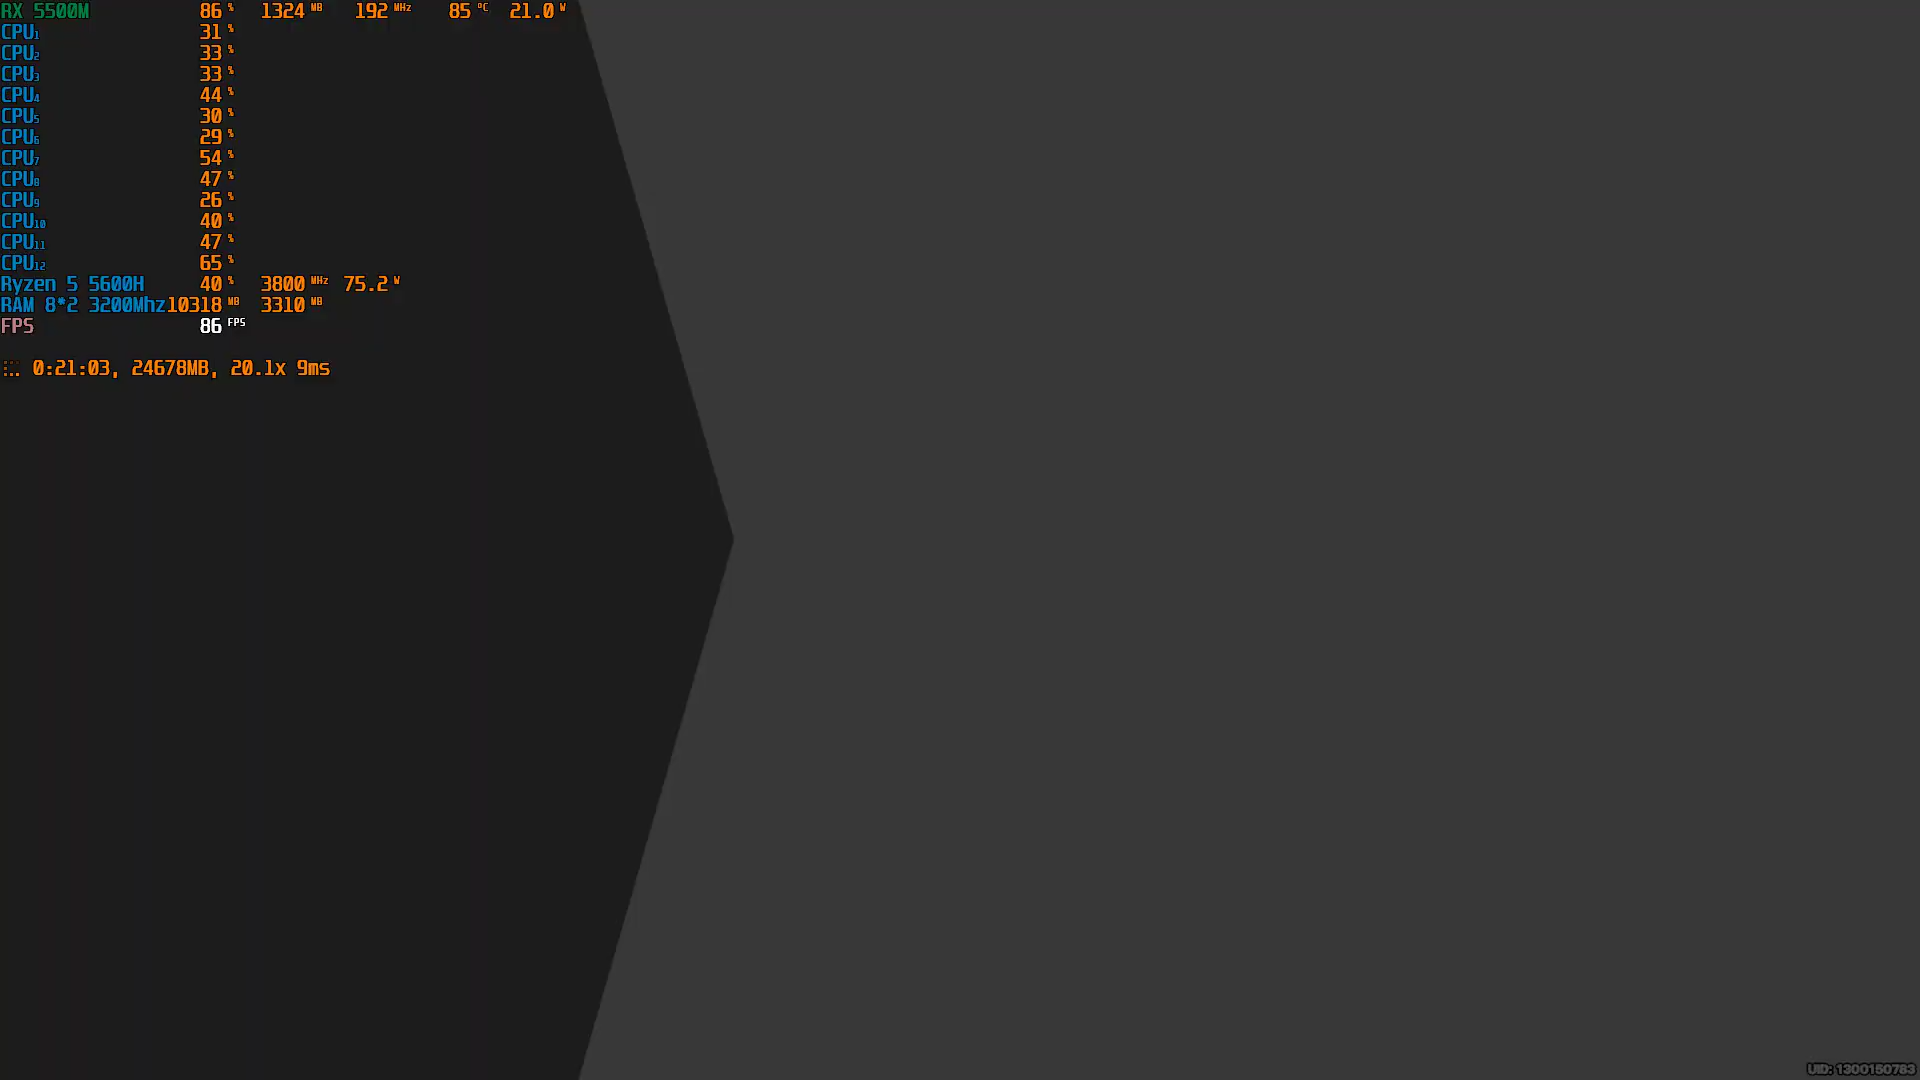 RX 5500M 86 % 1324 MB 192 MHz 85 °C 21.0 W
CPU1 31 %
CPU2 33 %
CPU3 33 %
CPU4 44 %
CPU5 30 %
CPU6 29 %
CPU7 54 %
CPU8 47 %
CPU9 26 %
CPU10 40 %
CPU11 47 %
CPU12 65 %
Ryzen 5 5600H 40 % 3800 MHz 75.2 W
RAM 8*2 3200Mhz 10318 MB 3310 MB
FPS 86 FPS
0:21:03, 24678MB, 20.1x 9ms
UID: 1300150783